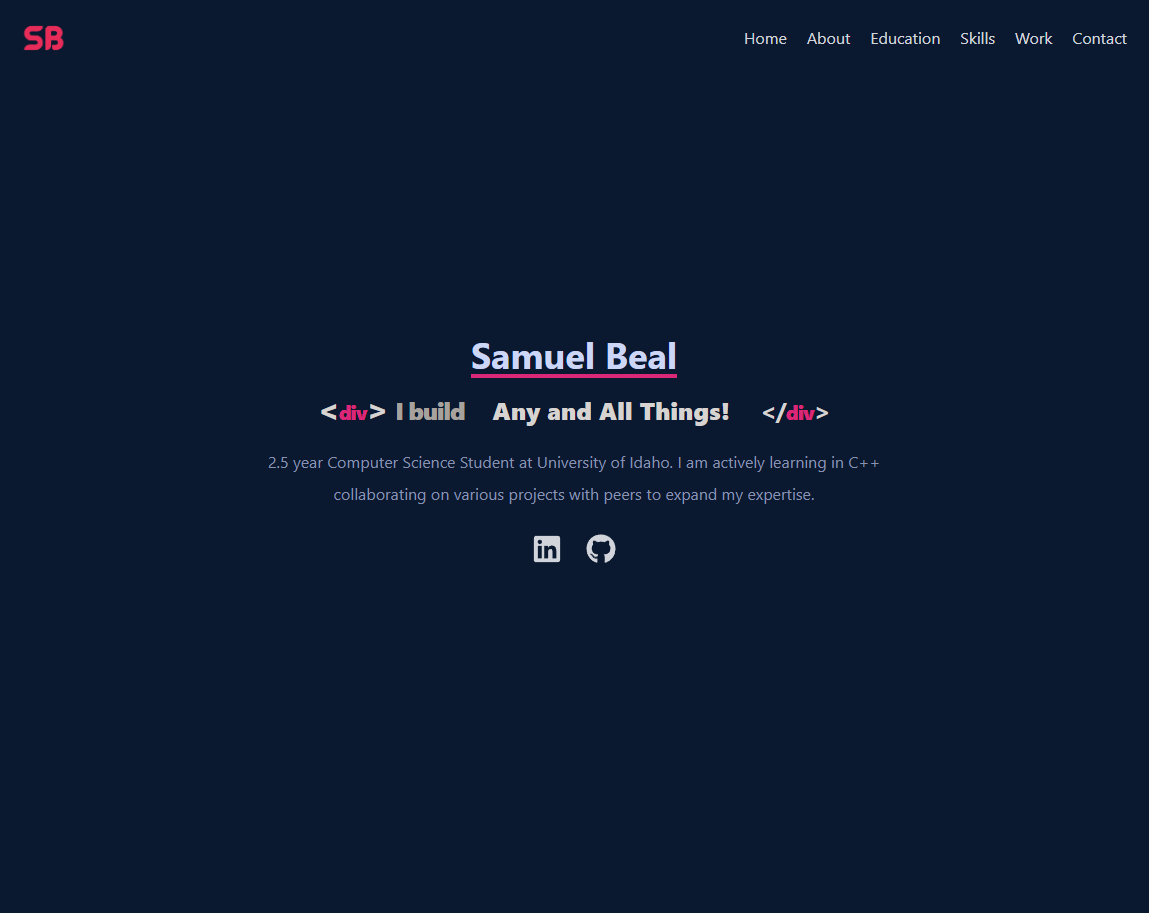 SB
Home About Education Skills Work Contact
Samuel Beal
<div> I build Any and All Things! </div>
2.5 year Computer Science Student at University of Idaho. I am actively learning in C++
collaborating on various projects with peers to expand my expertise.
in